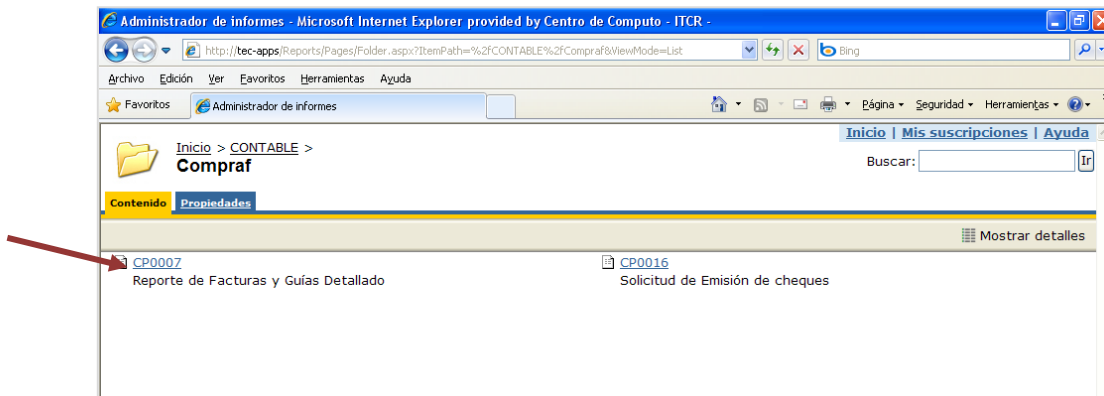 Administrador de informes - Microsoft Internet Explorer provided by Centro de Computo - ITCR -
http://tec-apps/Reports/Pages/Folder.aspx?ItemPath=%2fCONTABLE%2fCompraf&ViewMode=List
Bing
Archivo Edición Ver Favoritos Herramientas Ayuda
Favoritos Administrador de informes Página Seguridad Herramientas
Inicio | Mis suscripciones | Ayuda
Inicio > CONTABLE >
Compraf
Buscar: Ir
Contenido Propiedades
Mostrar detalles
CP0007 CP0016
Reporte de Facturas y Guías Detallado Solicitud de Emisión de cheques